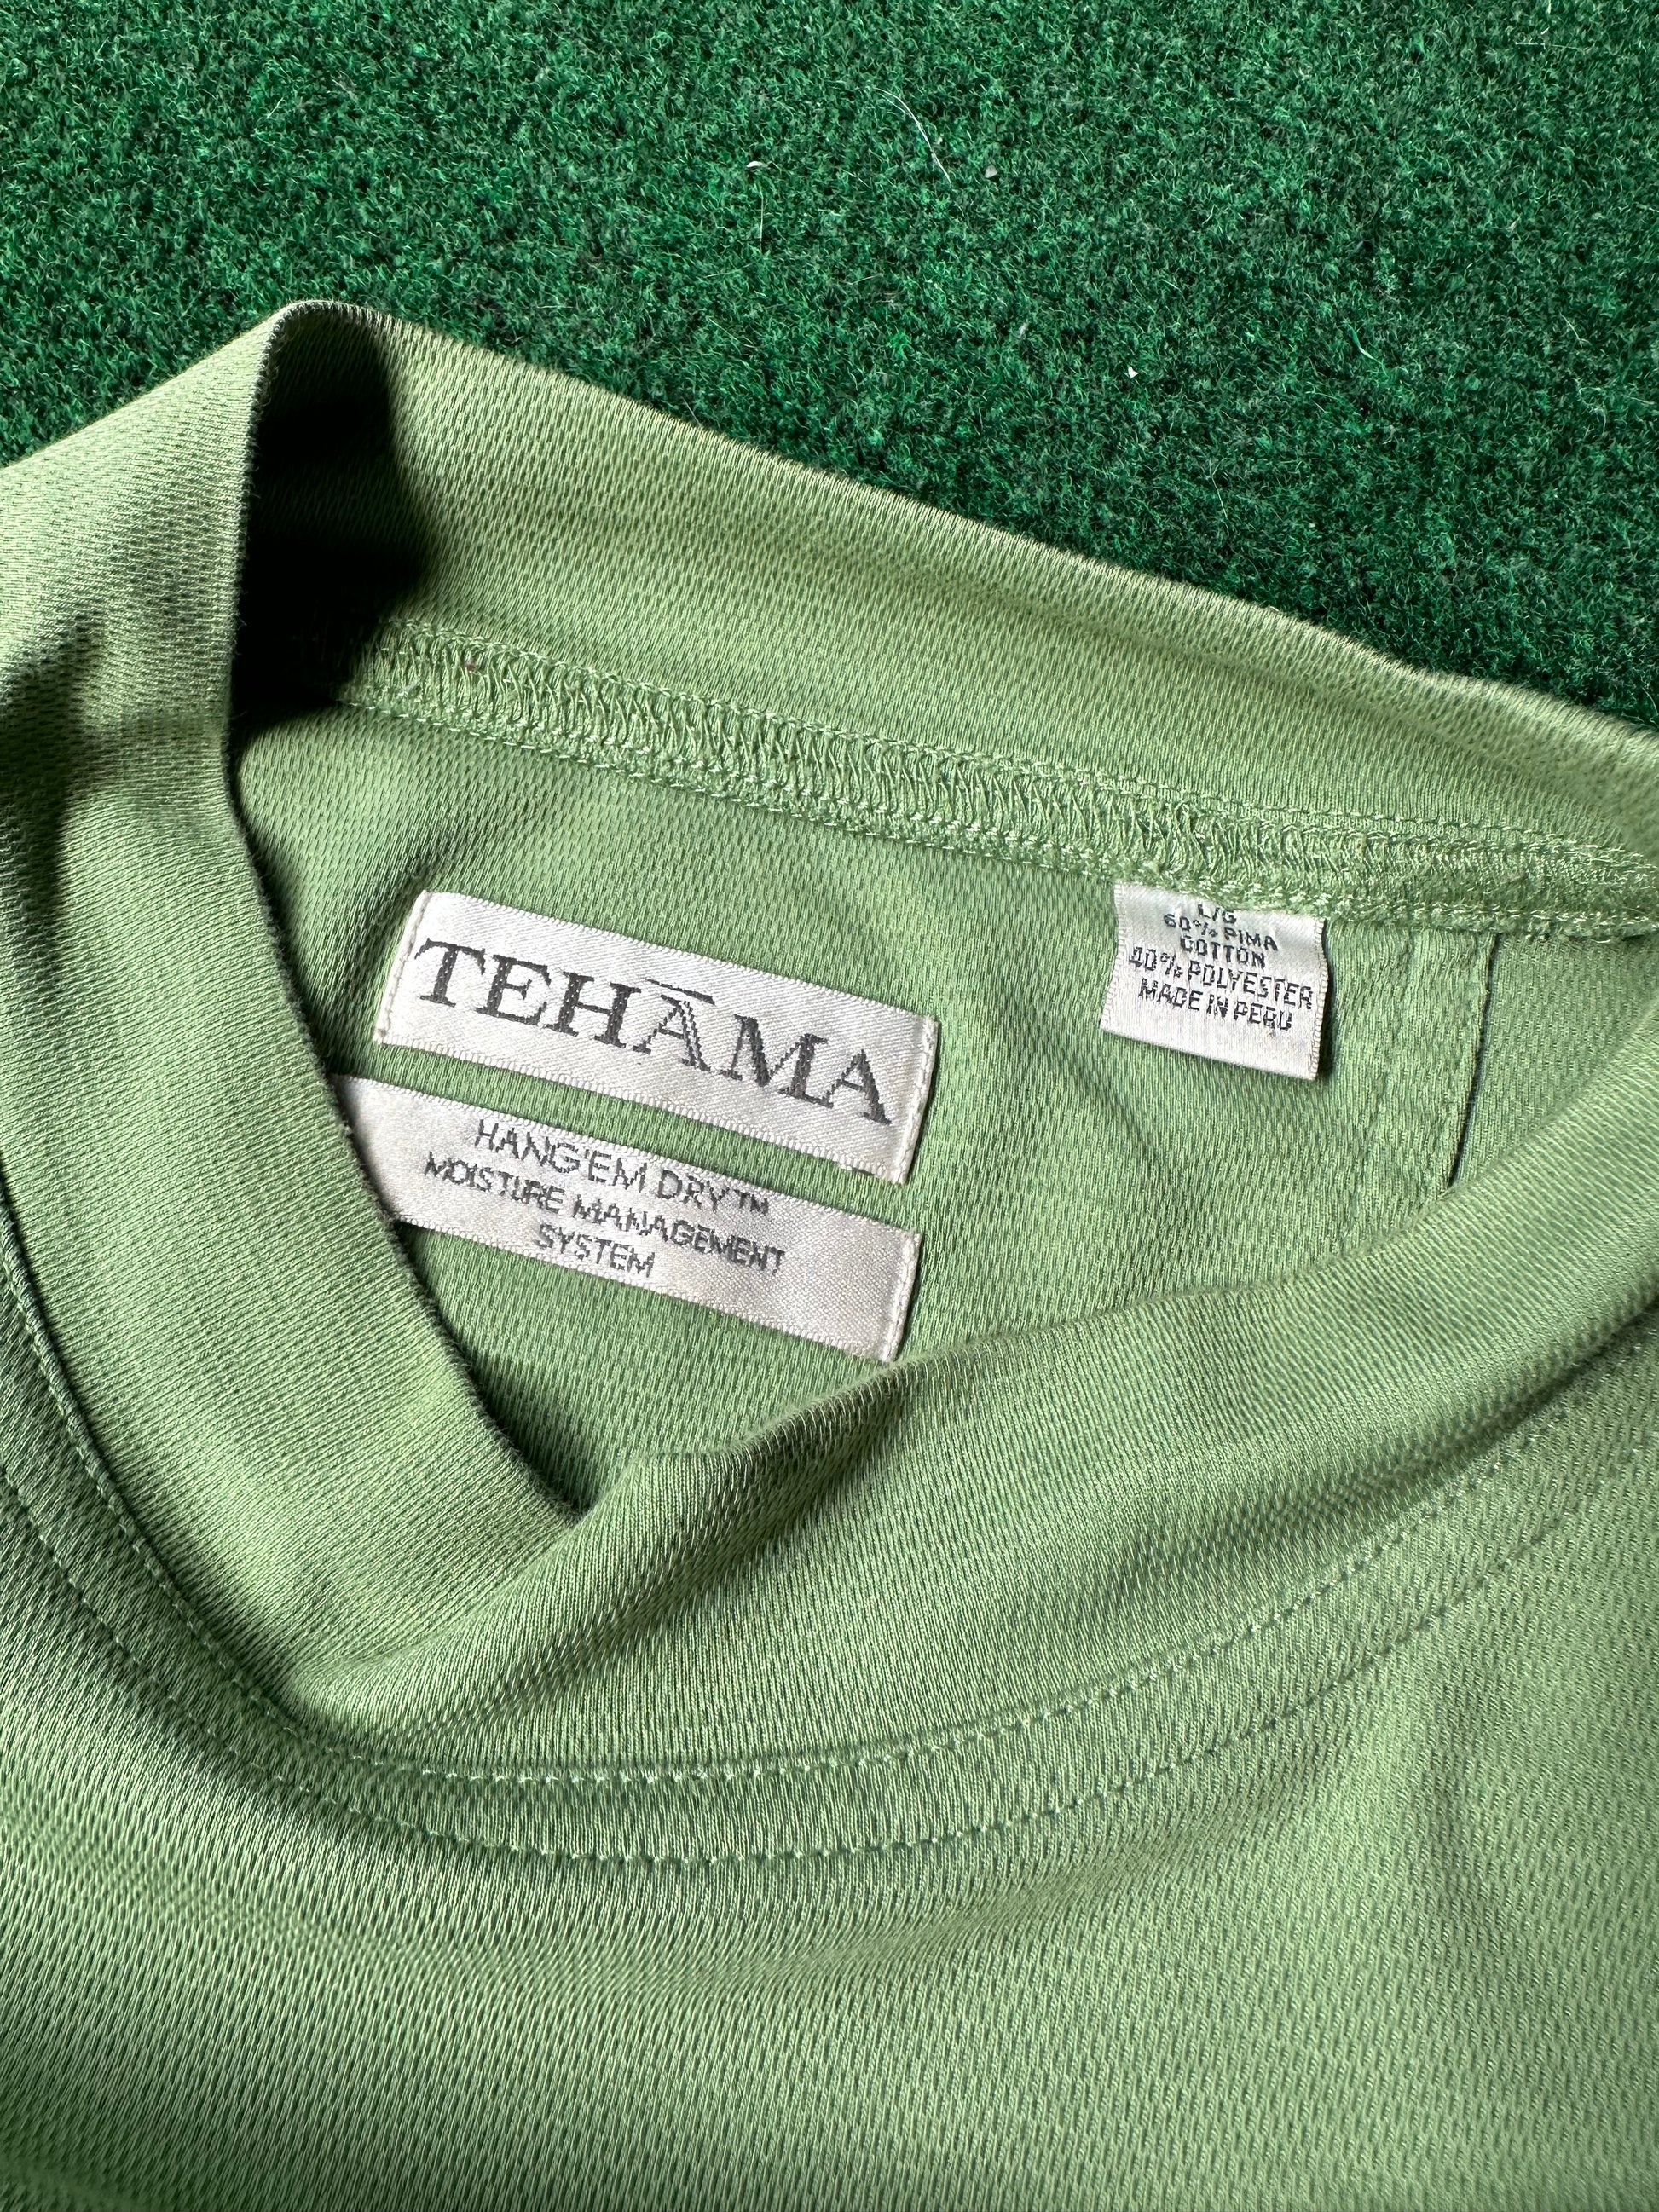 TEHĀMA
HANG'EM DRY™
MOISTURE MANAGEMENT
SYSTEM
L/G
60% PIMA
COTTON
40% POLYESTER
MADE IN PERU